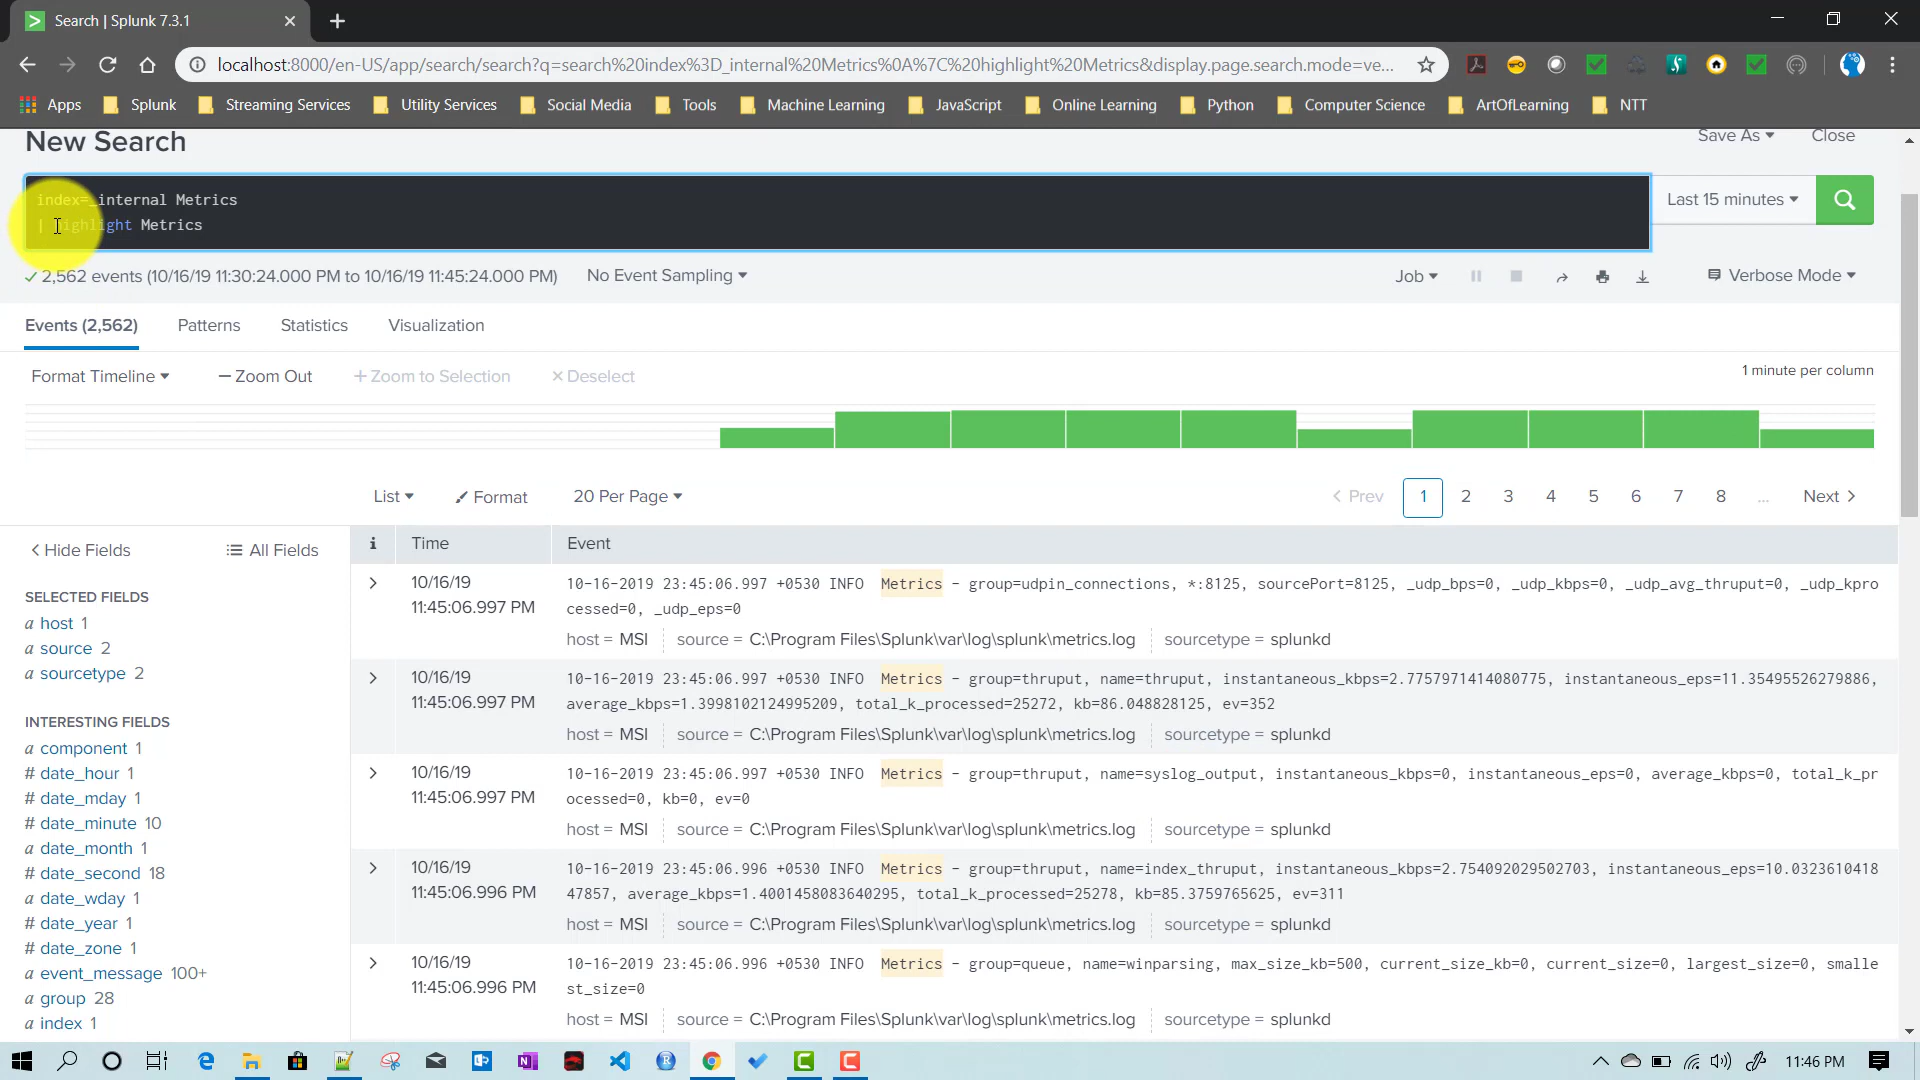 Search | Splunk 7.3.1
localhost:8000/en-US/app/search/search?q=search%20index%3D_internal%20Metrics%0A%7C%20highlight%20Metrics&display.page.search.mode=ve...
Apps Splunk Streaming Services Utility Services Social Media Tools Machine Learning JavaScript Online Learning Python Computer Science ArtOfLearning NTT
New Search Save As Close
index=_internal Metrics Last 15 minutes
| highlight Metrics
2,562 events (10/16/19 11:30:24.000 PM to 10/16/19 11:45:24.000 PM) No Event Sampling Job Verbose Mode
Events (2,562) Patterns Statistics Visualization
Format Timeline — Zoom Out + Zoom to Selection × Deselect 1 minute per column
List Format 20 Per Page < Prev 1 2 3 4 5 6 7 8 ... Next >
< Hide Fields All Fields
SELECTED FIELDS
a host 1
a source 2
a sourcetype 2
INTERESTING FIELDS
a component 1
# date_hour 1
# date_mday 1
# date_minute 10
a date_month 1
# date_second 18
a date_wday 1
# date_year 1
# date_zone 1
a event_message 100+
a group 28
a index 1
i Time Event
10/16/19
11:45:06.997 PM
10-16-2019 23:45:06.997 +0530 INFO Metrics - group=udpin_connections, *:8125, sourcePort=8125, _udp_bps=0, _udp_kbps=0, _udp_avg_thruput=0, _udp_kpr
ocessed=0, _udp_eps=0
host = MSI source = C:\Program Files\Splunk\var\log\splunk\metrics.log sourcetype = splunkd
10/16/19
11:45:06.997 PM
10-16-2019 23:45:06.997 +0530 INFO Metrics - group=thruput, name=thruput, instantaneous_kbps=2.7757971414080775, instantaneous_eps=11.35495526279886,
average_kbps=1.3998102124995209, total_k_processed=25272, kb=86.048828125, ev=352
host = MSI source = C:\Program Files\Splunk\var\log\splunk\metrics.log sourcetype = splunkd
10/16/19
11:45:06.997 PM
10-16-2019 23:45:06.997 +0530 INFO Metrics - group=thruput, name=syslog_output, instantaneous_kbps=0, instantaneous_eps=0, average_kbps=0, total_k_pr
ocessed=0, kb=0, ev=0
host = MSI source = C:\Program Files\Splunk\var\log\splunk\metrics.log sourcetype = splunkd
10/16/19
11:45:06.996 PM
10-16-2019 23:45:06.996 +0530 INFO Metrics - group=thruput, name=index_thruput, instantaneous_kbps=2.754092029502703, instantaneous_eps=10.0323610418
47857, average_kbps=1.4001458083640295, total_k_processed=25278, kb=85.3759765625, ev=311
host = MSI source = C:\Program Files\Splunk\var\log\splunk\metrics.log sourcetype = splunkd
10/16/19
11:45:06.996 PM
10-16-2019 23:45:06.996 +0530 INFO Metrics - group=queue, name=winparsing, max_size_kb=500, current_size_kb=0, current_size=0, largest_size=0, smalle
st_size=0
host = MSI source = C:\Program Files\Splunk\var\log\splunk\metrics.log sourcetype = splunkd
11:46 PM